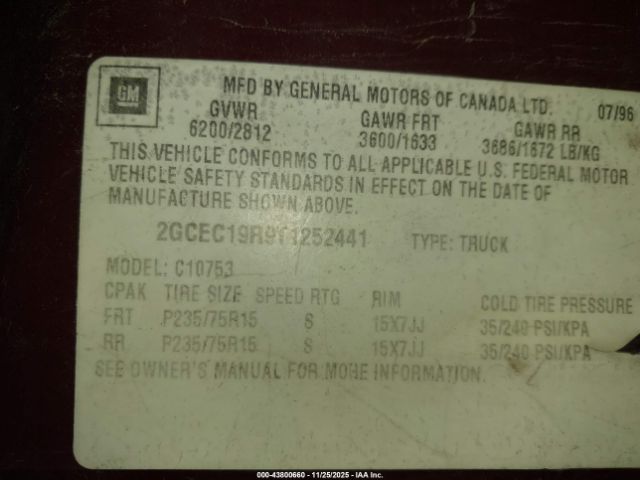 GM
MFD BY GENERAL MOTORS OF CANADA LTD. 07/96
GVWR GAWR FRT GAWR RR
6200/2812 3600/1633 3686/1672 LB/KG
THIS VEHICLE CONFORMS TO ALL APPLICABLE U.S. FEDERAL MOTOR
VEHICLE SAFETY STANDARDS IN EFFECT ON THE DATE OF
MANUFACTURE SHOWN ABOVE.
2GCEC19R9T1252441 TYPE: TRUCK
MODEL: C10753
CPAK TIRE SIZE SPEED RTG RIM COLD TIRE PRESSURE
FRT P235/75R15 S 15X7JJ 35/240 PSI/KPA
RR P235/75R15 S 15X7JJ 35/240 PSI/KPA
SEE OWNER'S MANUAL FOR MORE INFORMATION.
000-43800660 - 11/25/2025 - IAA Inc.